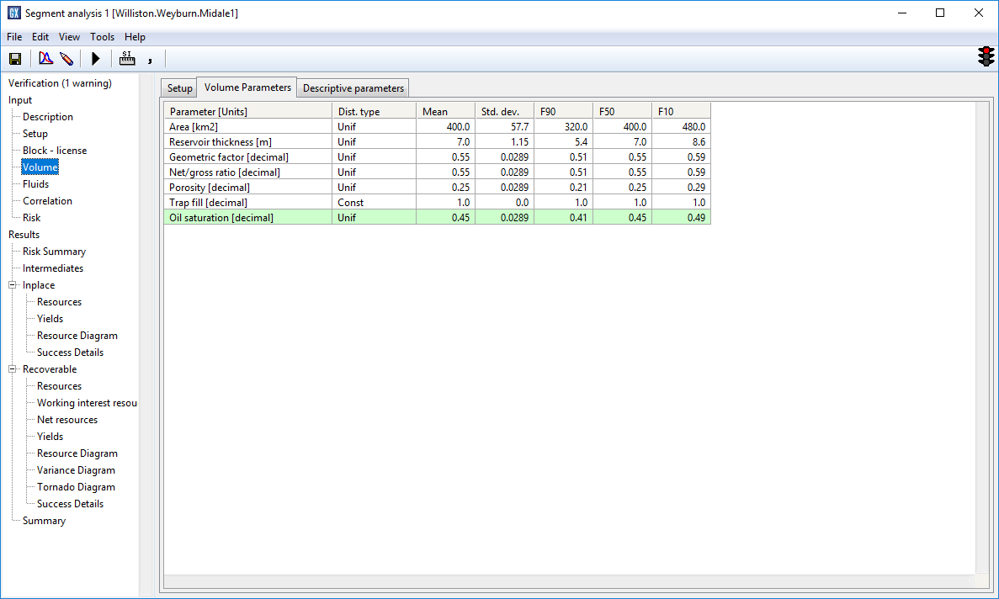 GX Segment analysis 1 [Williston.Weyburn.Midale1]
File Edit View Tools Help
SI ,
Verification (1 warning)
Input
Description
Setup
Block - license
Volume
Fluids
Correlation
Risk
Results
Risk Summary
Intermediates
Inplace
Resources
Yields
Resource Diagram
Success Details
Recoverable
Resources
Working interest resou
Net resources
Yields
Resource Diagram
Variance Diagram
Tornado Diagram
Success Details
Summary
Setup Volume Parameters Descriptive parameters
Parameter [Units] Dist. type Mean Std. dev. F90 F50 F10
Area [km2] Unif 400.0 57.7 320.0 400.0 480.0
Reservoir thickness [m] Unif 7.0 1.15 5.4 7.0 8.6
Geometric factor [decimal] Unif 0.55 0.0289 0.51 0.55 0.59
Net/gross ratio [decimal] Unif 0.55 0.0289 0.51 0.55 0.59
Porosity [decimal] Unif 0.25 0.0289 0.21 0.25 0.29
Trap fill [decimal] Const 1.0 0.0 1.0 1.0 1.0
Oil saturation [decimal] Unif 0.45 0.0289 0.41 0.45 0.49